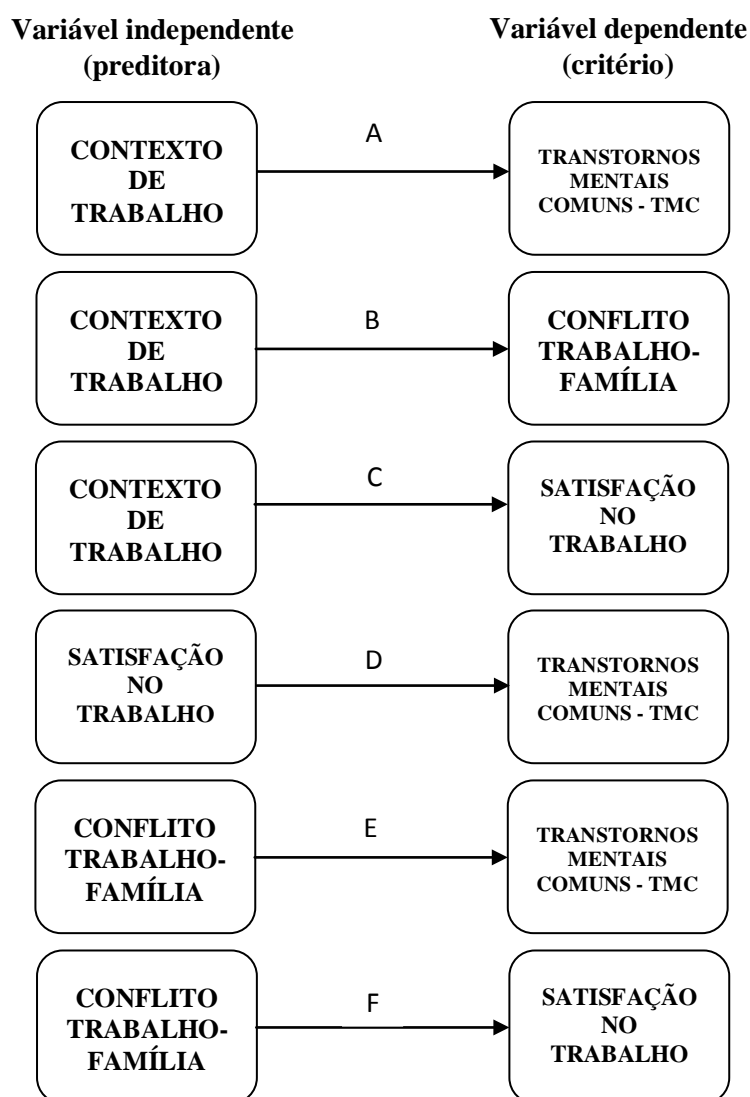 Variável independente
(preditora)
Variável dependente
(critério)
CONTEXTO
DE
TRABALHO
A
TRANSTORNOS
MENTAIS
COMUNS - TMC
CONTEXTO
DE
TRABALHO
B
CONFLITO
TRABALHO-
FAMÍLIA
CONTEXTO
DE
TRABALHO
C
SATISFAÇÃO
NO
TRABALHO
SATISFAÇÃO
NO
TRABALHO
D
TRANSTORNOS
MENTAIS
COMUNS - TMC
CONFLITO
TRABALHO-
FAMÍLIA
E
TRANSTORNOS
MENTAIS
COMUNS - TMC
CONFLITO
TRABALHO-
FAMÍLIA
F
SATISFAÇÃO
NO
TRABALHO